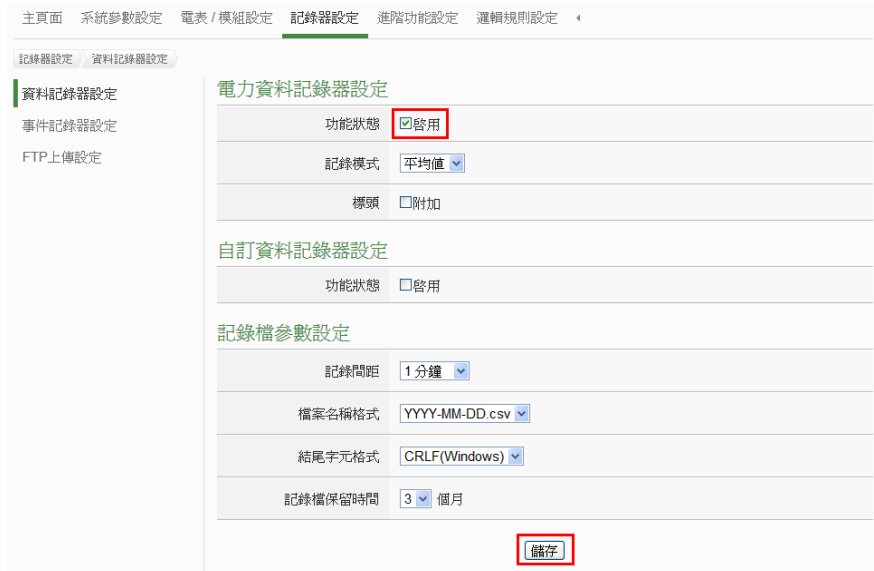 主頁面 系統參數設定 電表 / 模組設定 記錄器設定 進階功能設定 邏輯規則設定
記錄器設定 資料記錄器設定
資料記錄器設定
事件記錄器設定
FTP上傳設定
電力資料記錄器設定
功能狀態 啓用
記錄模式 平均值
標頭 附加
自訂資料記錄器設定
功能狀態 啓用
記錄檔參數設定
記錄間距 1 分鐘
檔案名稱格式 YYYY-MM-DD.csv
結尾字元格式 CRLF(Windows)
記錄檔保留時間 3 個月
儲存